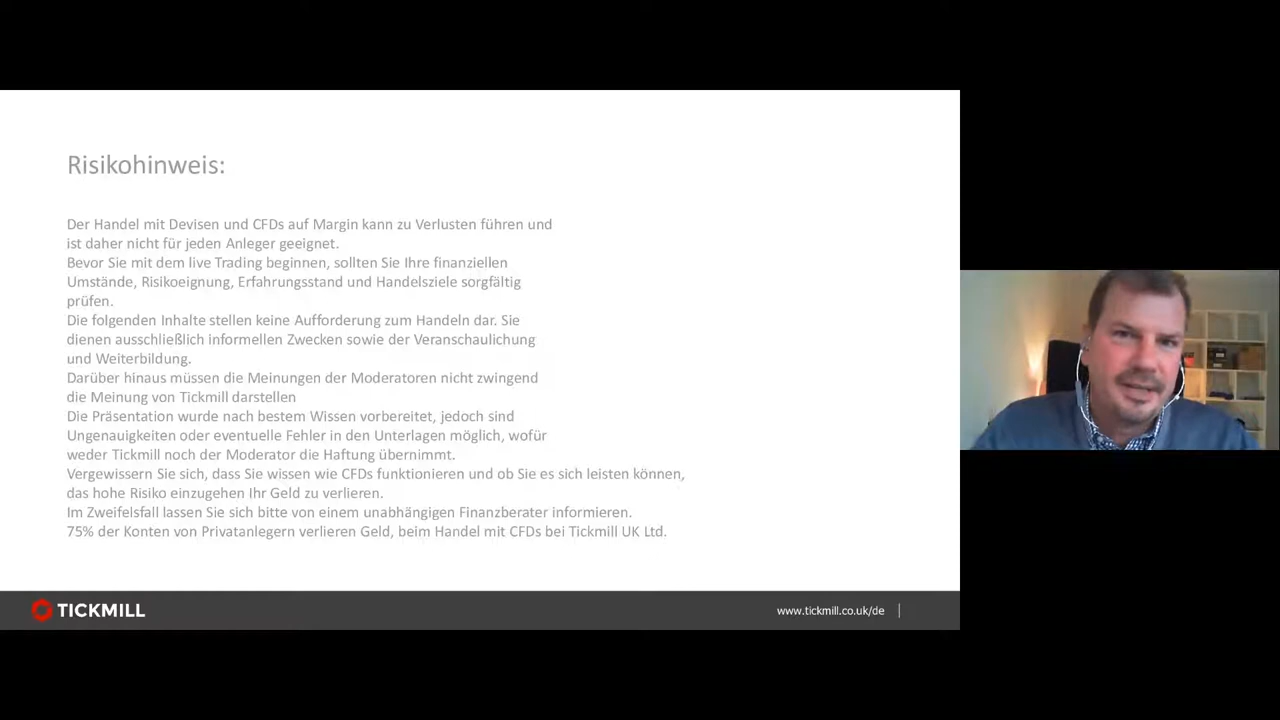 Risikohinweis:
Der Handel mit Devisen und CFDs auf Margin kann zu Verlusten führen und
ist daher nicht für jeden Anleger geeignet.
Bevor Sie mit dem live Trading beginnen, sollten Sie Ihre finanziellen
Umstände, Risikoeignung, Erfahrungsstand und Handelsziele sorgfältig
prüfen.
Die folgenden Inhalte stellen keine Aufforderung zum Handeln dar. Sie
dienen ausschließlich informellen Zwecken sowie der Veranschaulichung
und Weiterbildung.
Darüber hinaus müssen die Meinungen der Moderatoren nicht zwingend
die Meinung von Tickmill darstellen
Die Präsentation wurde nach bestem Wissen vorbereitet, jedoch sind
Ungenauigkeiten oder eventuelle Fehler in den Unterlagen möglich, wofür
weder Tickmill noch der Moderator die Haftung übernimmt.
Vergewissern Sie sich, dass Sie wissen wie CFDs funktionieren und ob Sie es sich leisten können,
das hohe Risiko einzugehen Ihr Geld zu verlieren.
Im Zweifelsfall lassen Sie sich bitte von einem unabhängigen Finanzberater informieren.
75% der Konten von Privatanlegern verlieren Geld, beim Handel mit CFDs bei Tickmill UK Ltd.
TICKMILL
www.tickmill.co.uk/de